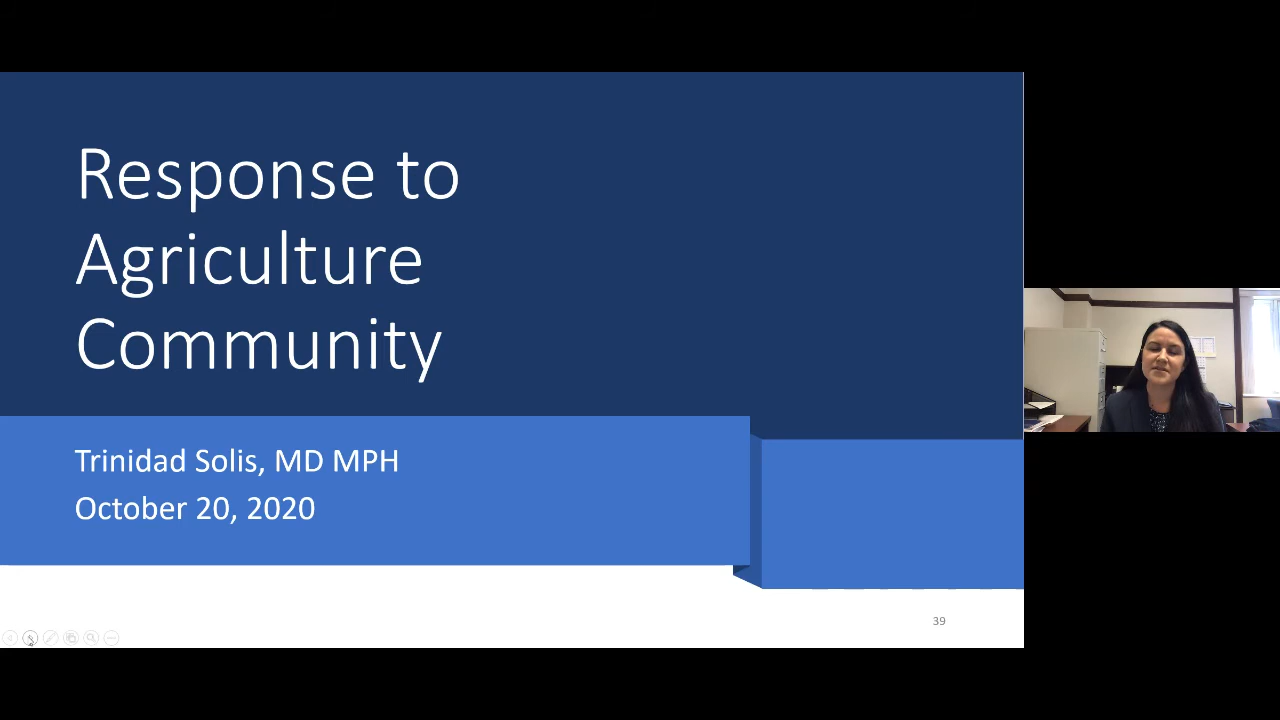 Response to
Agriculture
Community
Trinidad Solis, MD MPH
October 20, 2020
39